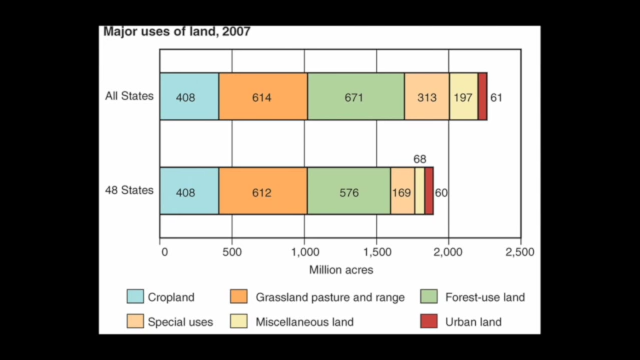 Major uses of land, 2007
All States 408 614 671 313 197 61
68
48 States 408 612 576 169 60
0 500 1,000 1,500 2,000 2,500
Million acres
Cropland Grassland pasture and range Forest-use land
Special uses Miscellaneous land Urban land